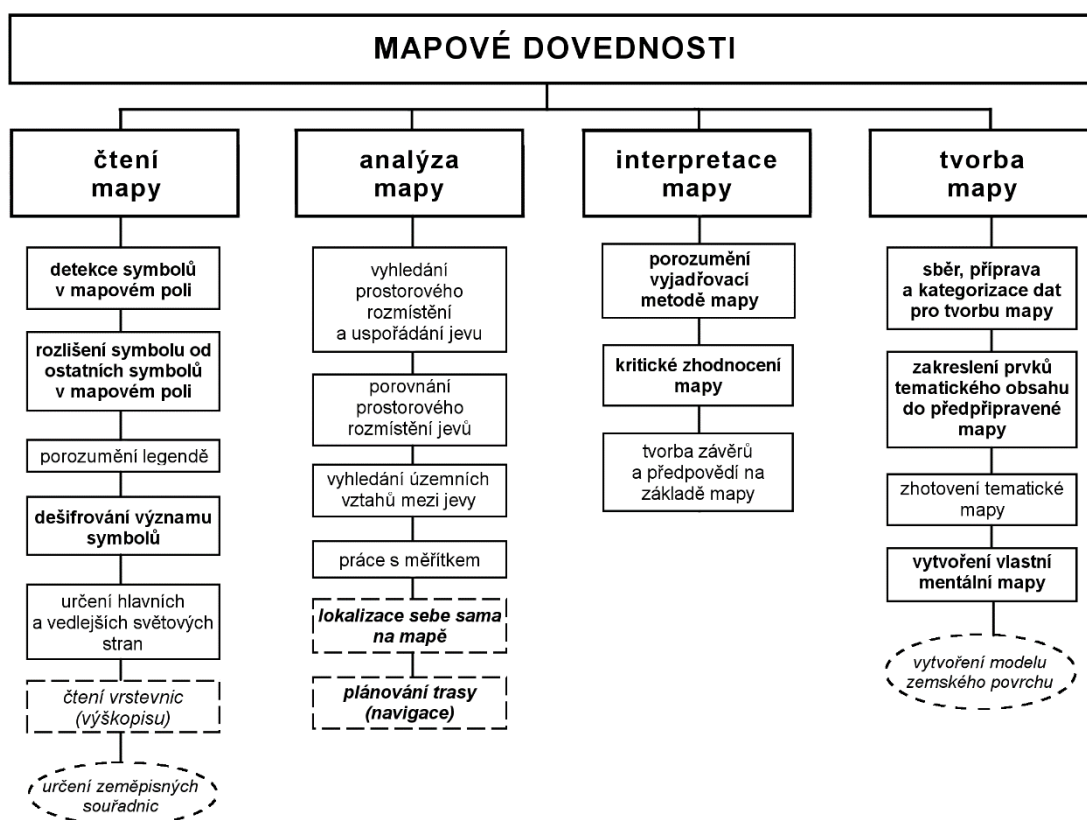 MAPOVÉ DOVEDNOSTI
čtení
mapy
detekce symbolů
v mapovém poli
rozlišení symbolu od
ostatních symbolů
v mapovém poli
porozumění legendě
dešifrování významu
symbolů
určení hlavních
a vedlejších světových
stran
čtení vrstevnic
(výškopisu)
určení zeměpisných
souřadnic
analýza
mapy
vyhledání
prostorového
rozmístění
a uspořádání jevu
porovnání
prostorového
rozmístění jevů
vyhledání územních
vztahů mezi jevy
práce s měřítkem
lokalizace sebe sama
na mapě
plánování trasy
(navigace)
interpretace
mapy
porozumění
vyjadřovací
metodě mapy
kritické zhodnocení
mapy
tvorba závěrů
a předpovědí na
základě mapy
tvorba
mapy
sběr, příprava
a kategorizace dat
pro tvorbu mapy
zakreslení prvků
tematického obsahu
do předpřipravené
mapy
zhotovení tematické
mapy
vytvoření vlastní
mentální mapy
vytvoření modelu
zemského povrchu